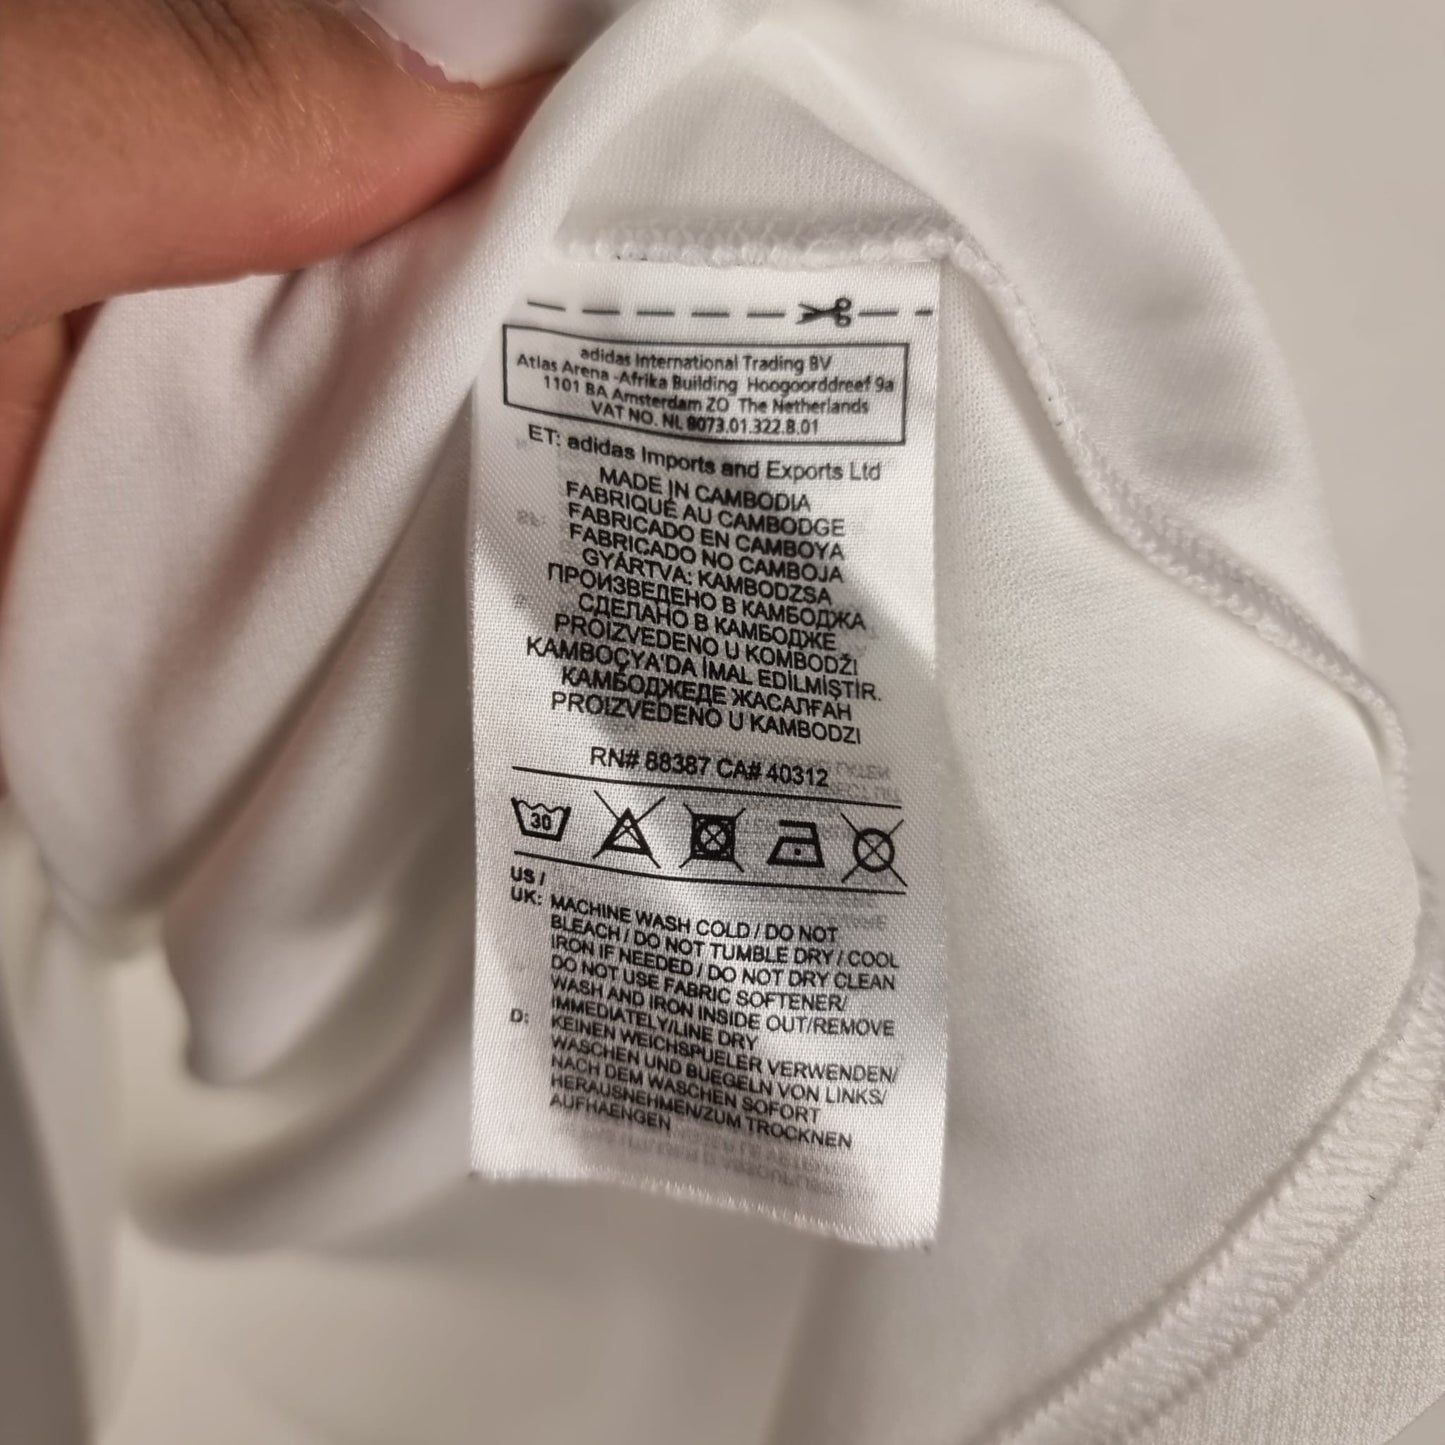 adidas International Trading BV
Atlas Arena -Afrika Building Hoogoorddreef 9a
1101 BA Amsterdam ZO The Netherlands
VAT NO. NL 8073.01.322.B.01
ET: adidas Imports and Exports Ltd
MADE IN CAMBODIA
FABRIQUÉ AU CAMBODGE
FABRICADO EN CAMBOYA
FABRICADO NO CAMBOJA
GYÁRTVA: KAMBODZSA
ПРОИЗВЕДЕНО В КАМБОДЖА
СДЕЛАНО В КАМБОДЖЕ
PROIZVEDENO U KOMBODŽI
KAMBOÇYA'DA İMAL EDİLMİŞTİR.
КАМБОДЖЕДЕ ЖАСАЛҒАН
PROIZVEDENO U KAMBODZI
RN# 88387 CA# 40312
30
US /
UK: MACHINE WASH COLD / DO NOT
BLEACH / DO NOT TUMBLE DRY / COOL
IRON IF NEEDED / DO NOT DRY CLEAN
DO NOT USE FABRIC SOFTENER/
WASH AND IRON INSIDE OUT/REMOVE
IMMEDIATELY/LINE DRY
D: KEINEN WEICHSPUELER VERWENDEN/
WASCHEN UND BUEGELN VON LINKS/
NACH DEM WASCHEN SOFORT
HERAUSNEHMEN/ZUM TROCKNEN
AUFHAENGEN